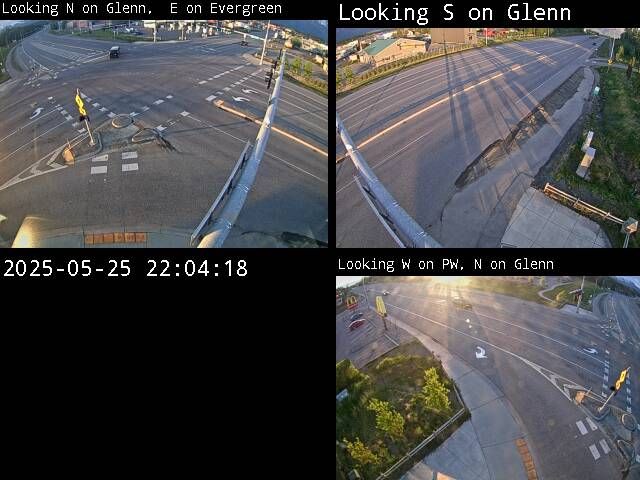 Looking N on Glenn,  E on Evergreen
Looking S on Glenn
2025-05-25 22:04:18
Looking W on PW, N on Glenn